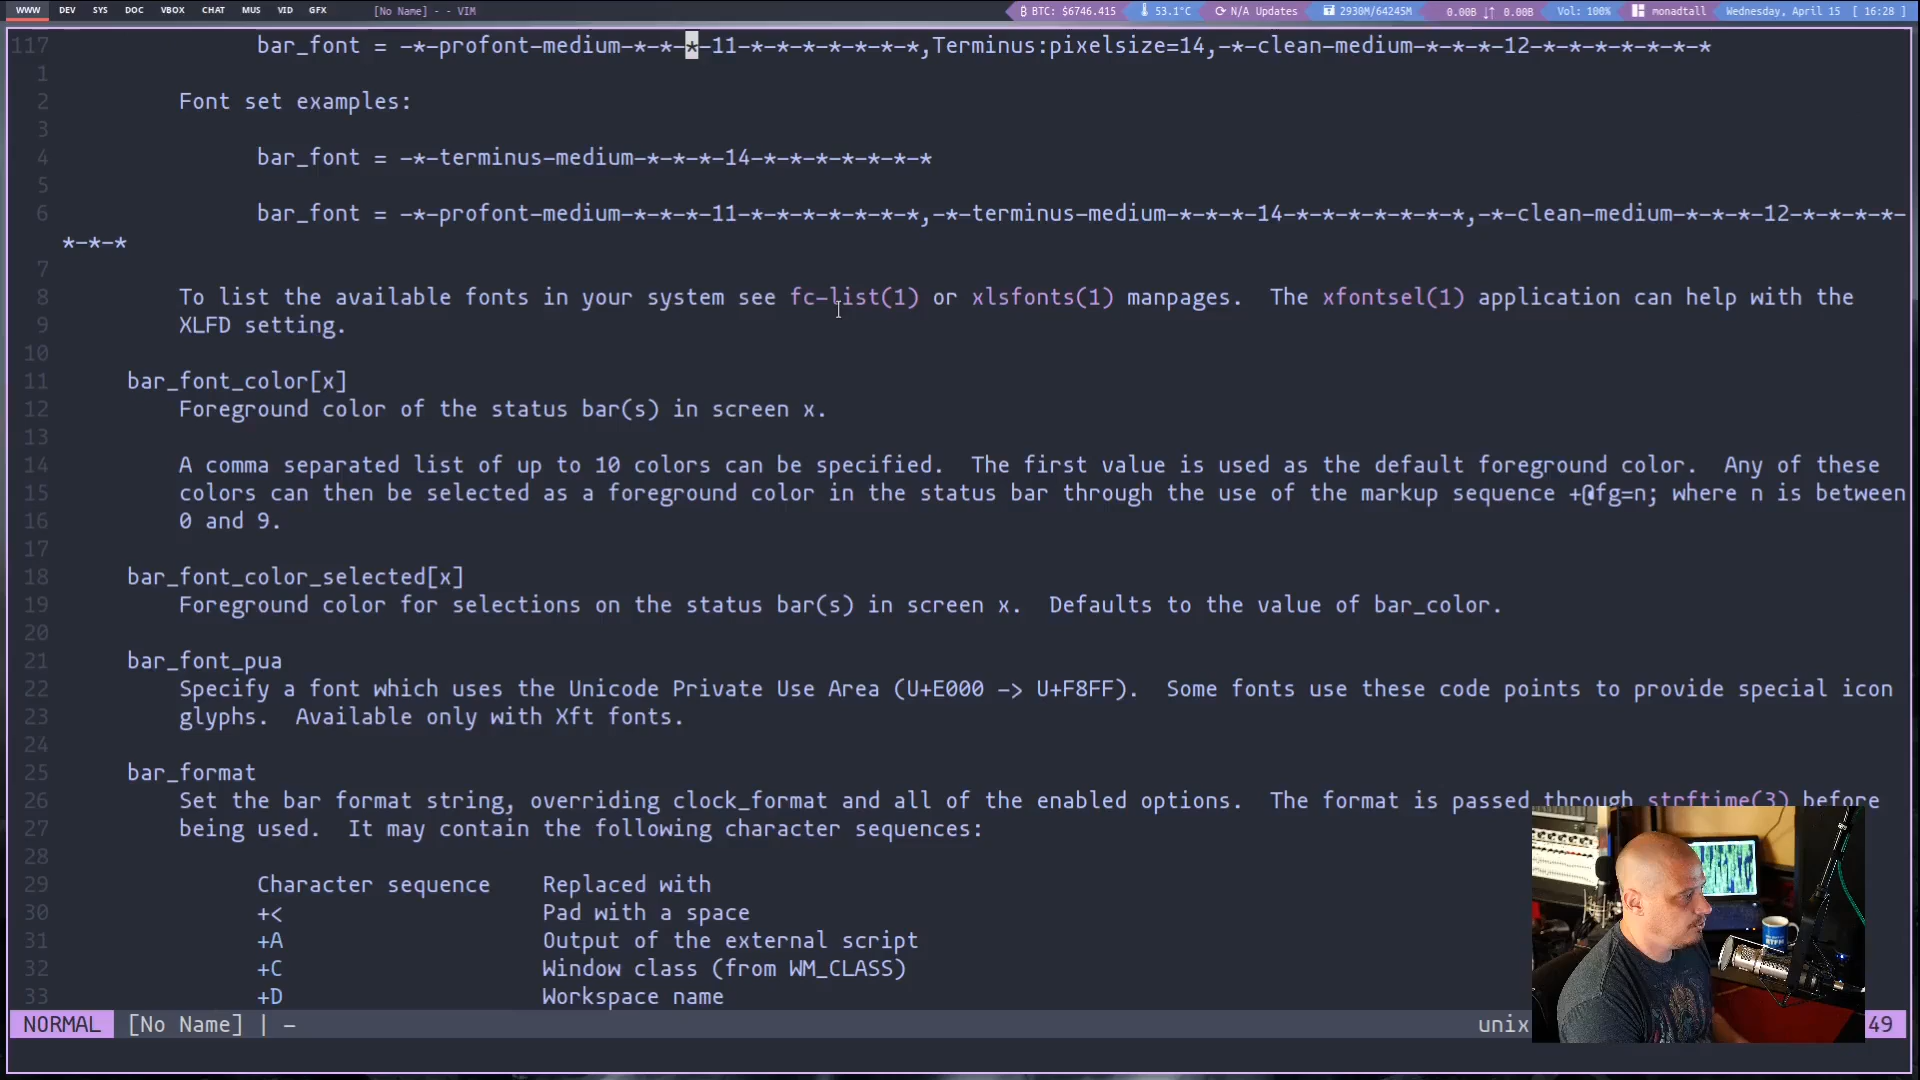 WWW DEV SYS DOC VBOX CHAT MUS VID GFX [No Name] - - VIM BTC: $6746.415 53.1°C N/A Updates 2930M/64245M 0.00B ↓↑ 0.00B Vol: 100% monadtall Wednesday, April 15 [ 16:28 ]
117 bar_font = -*-profont-medium-*-*-*-11-*-*-*-*-*-*-*,Terminus:pixelsize=14,-*-clean-medium-*-*-*-12-*-*-*-*-*-*-*
1
2 Font set examples:
3
4 bar_font = -*-terminus-medium-*-*-*-14-*-*-*-*-*-*-*
5
6 bar_font = -*-profont-medium-*-*-*-11-*-*-*-*-*-*-*,-*-terminus-medium-*-*-*-14-*-*-*-*-*-*-*,-*-clean-medium-*-*-*-12-*-*-*-*-
*-*-*
7
8 To list the available fonts in your system see fc-list(1) or xlsfonts(1) manpages. The xfontsel(1) application can help with the
9 XLFD setting.
10
11 bar_font_color[x]
12 Foreground color of the status bar(s) in screen x.
13
14 A comma separated list of up to 10 colors can be specified. The first value is used as the default foreground color. Any of these
15 colors can then be selected as a foreground color in the status bar through the use of the markup sequence +@fg=n; where n is between
16 0 and 9.
17
18 bar_font_color_selected[x]
19 Foreground color for selections on the status bar(s) in screen x. Defaults to the value of bar_color.
20
21 bar_font_pua
22 Specify a font which uses the Unicode Private Use Area (U+E000 -> U+F8FF). Some fonts use these code points to provide special icon
23 glyphs. Available only with Xft fonts.
24
25 bar_format
26 Set the bar format string, overriding clock_format and all of the enabled options. The format is passed through strftime(3) before
27 being used. It may contain the following character sequences:
28
29 Character sequence Replaced with
30 +< Pad with a space
31 +A Output of the external script
32 +C Window class (from WM_CLASS)
33 +D Workspace name
NORMAL [No Name] | - unix 49